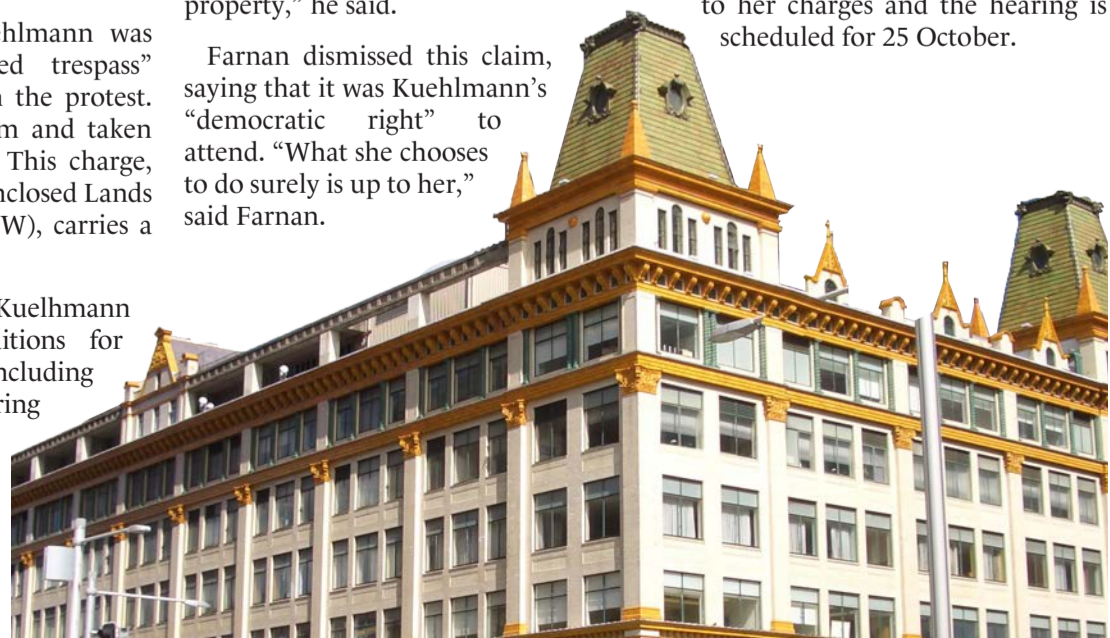 ehlmann was
ed trespass”
n the protest.
m and taken
This charge,
nclosed Lands
W), carries a
Kuelhmann
itions for
ncluding
ring
property,” he said.
Farnan dismissed this claim,
saying that it was Kuehlmann’s
“democratic right” to
attend. “What she chooses
to do surely is up to her,”
said Farnan.
to her charges and the hearing is
scheduled for 25 October.